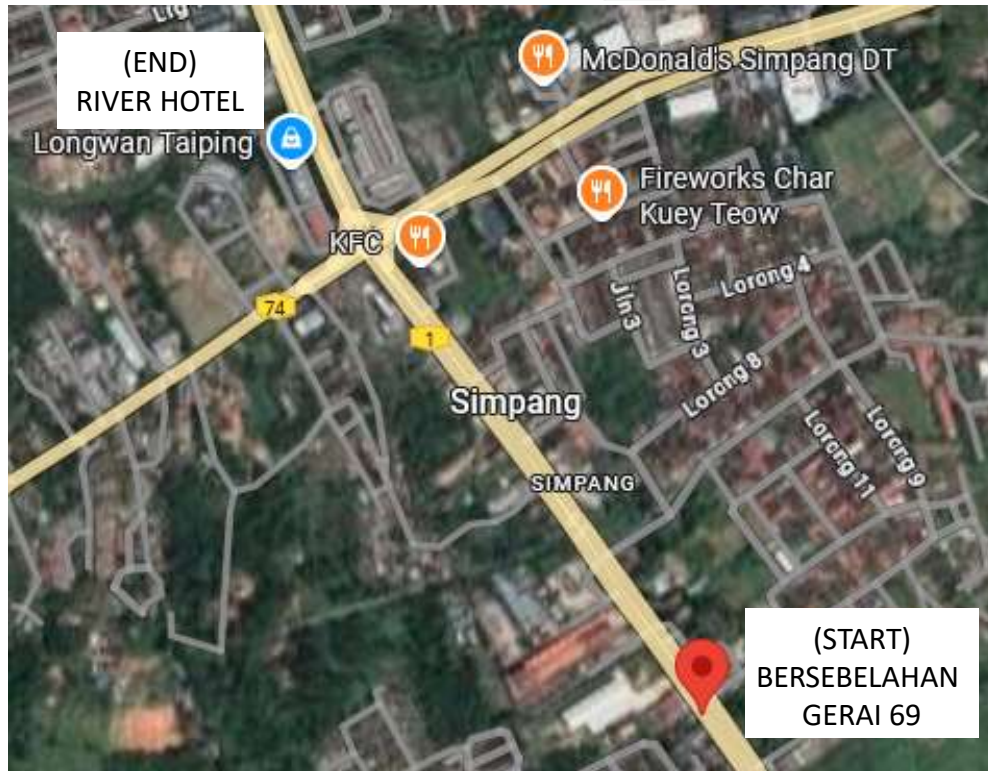 Lrg
(END)
RIVER HOTEL
McDonald's Simpang DT
Longwan Taiping
Fireworks Char
Kuey Teow
KFC
Lorong 4
74
Jln 3
Lorong 3
1
Lorong 8
Simpang
Lorong 9
Lorong 11
SIMPANG
(START)
BERSEBELAHAN
GERAI 69